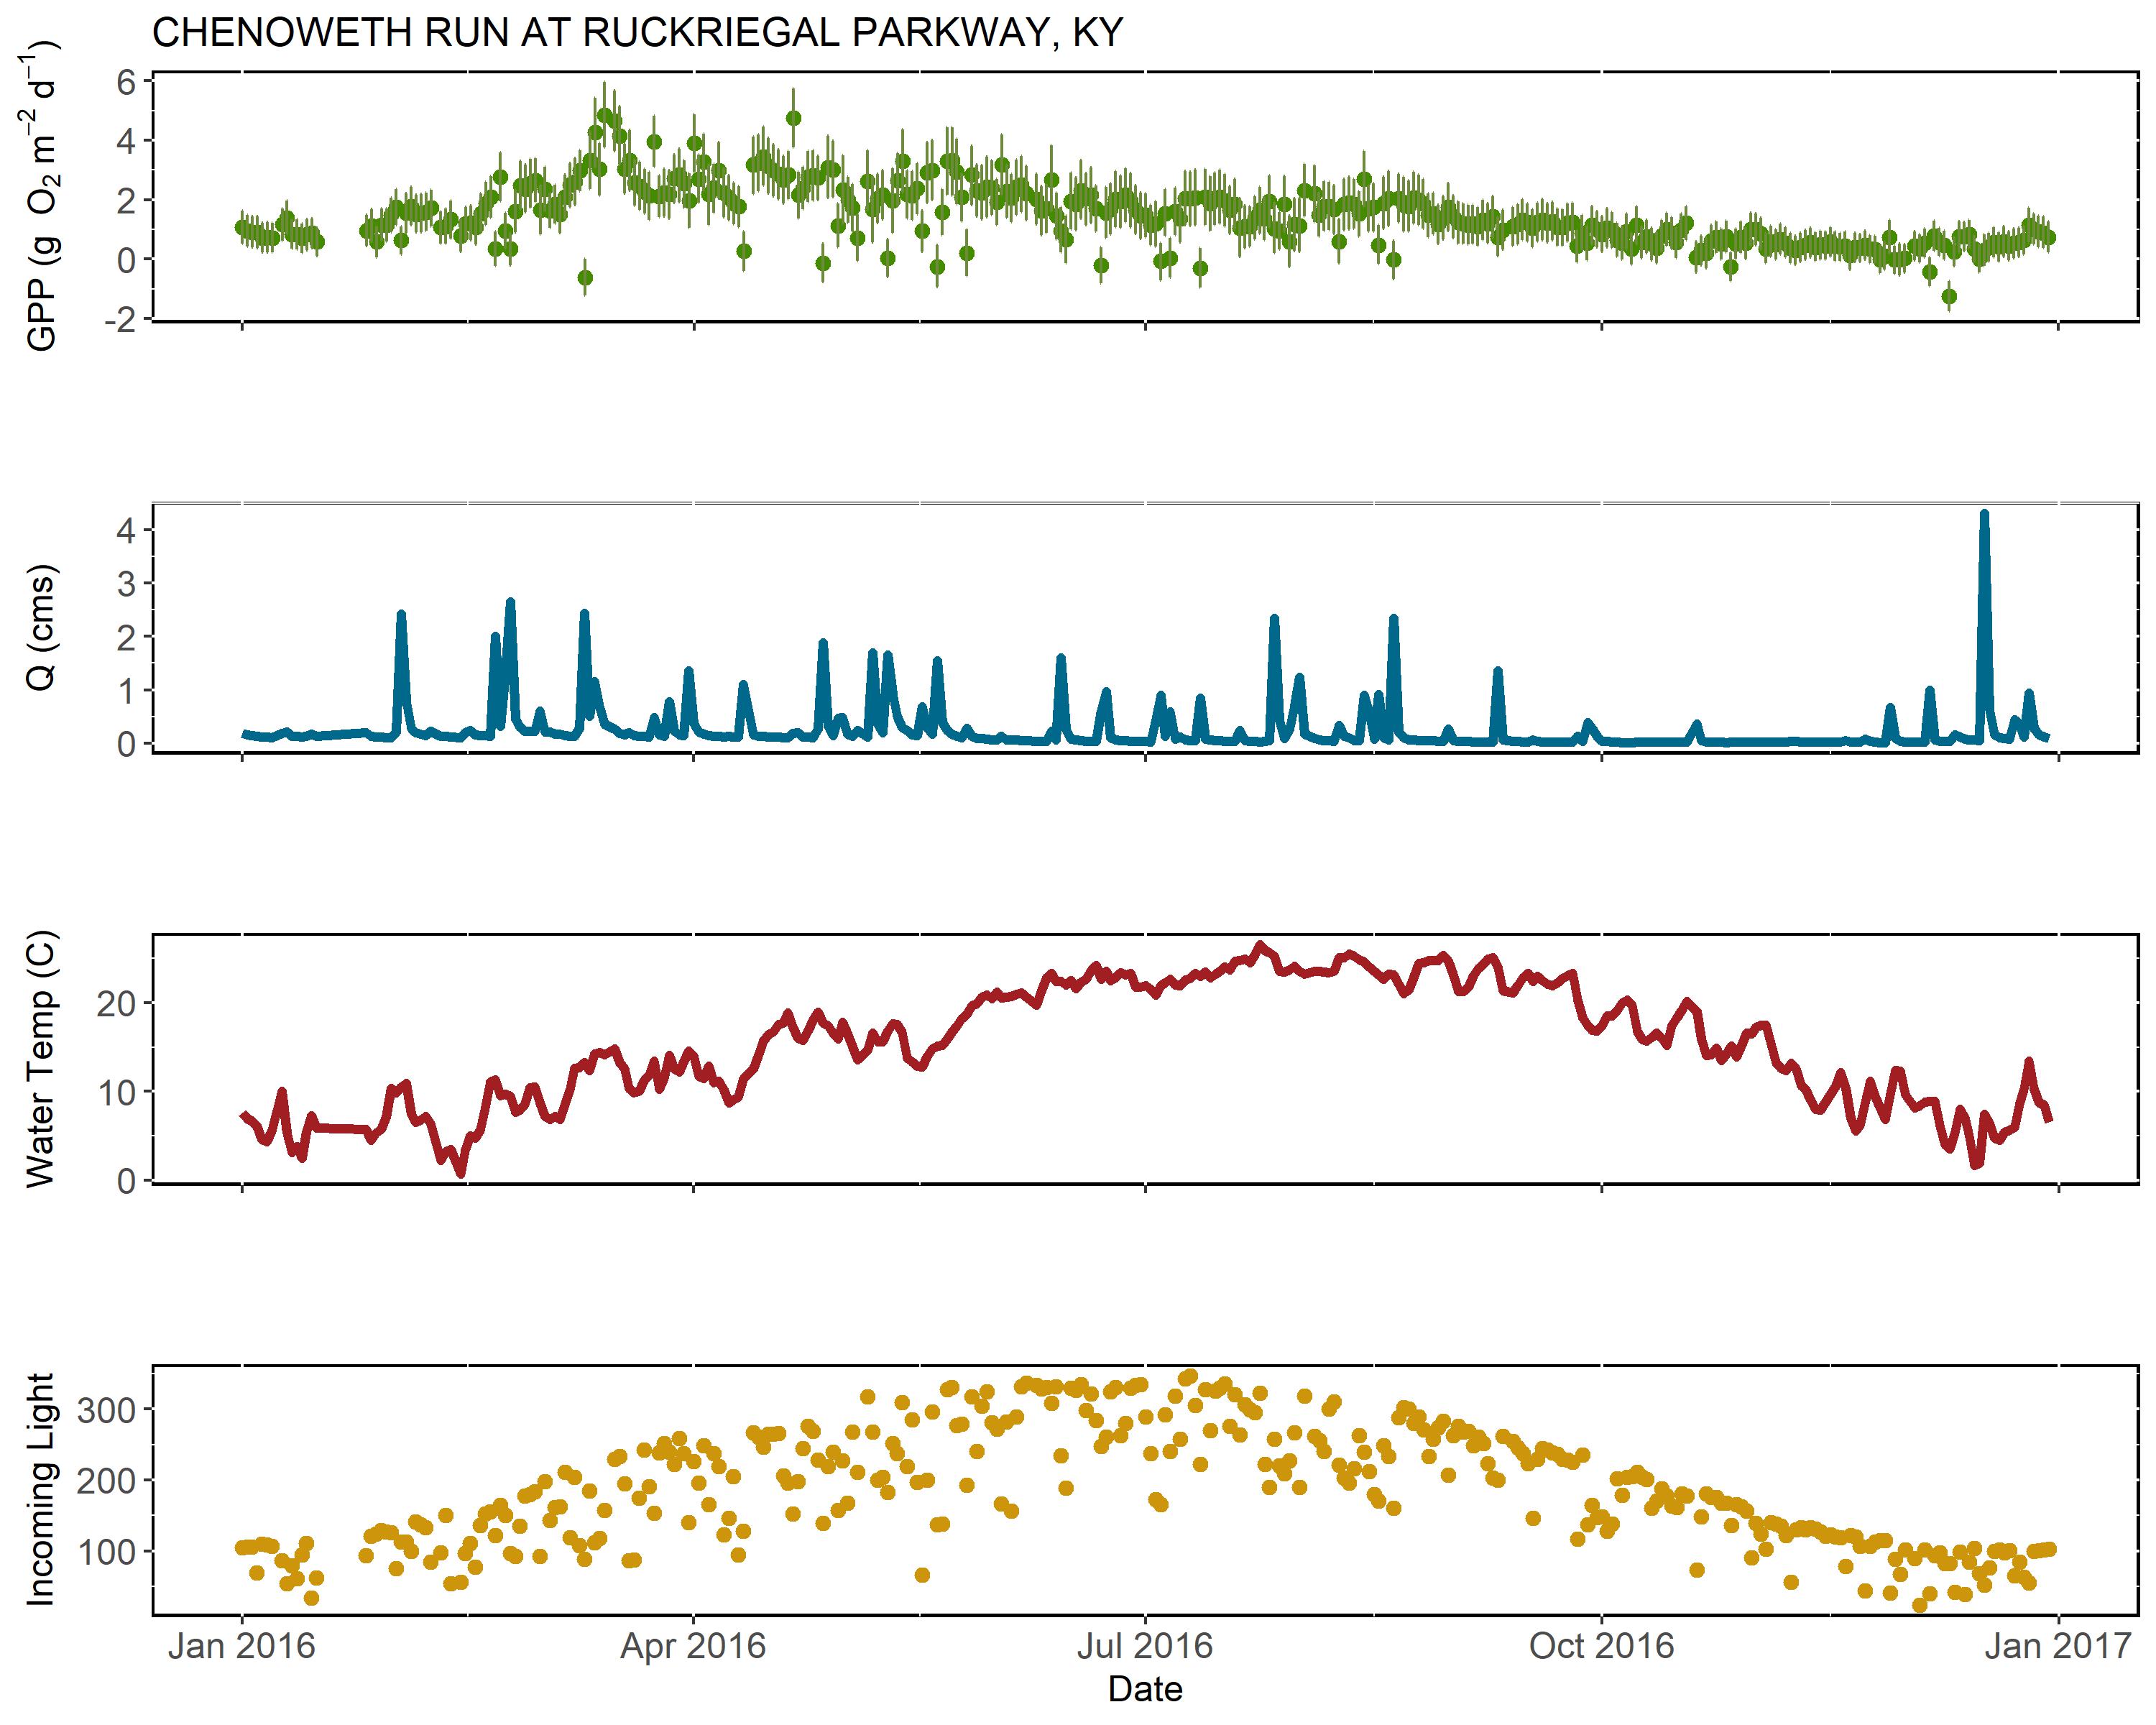 CHENOWETH RUN AT RUCKRIEGAL PARKWAY, KY
GPP (g O₂ m⁻² d⁻¹)
6
4
2
0
-2
Q (cms)
4
3
2
1
0
Water Temp (C)
20
10
0
Incoming Light
300
200
100
Jan 2016 Apr 2016 Jul 2016 Oct 2016 Jan 2017
Date